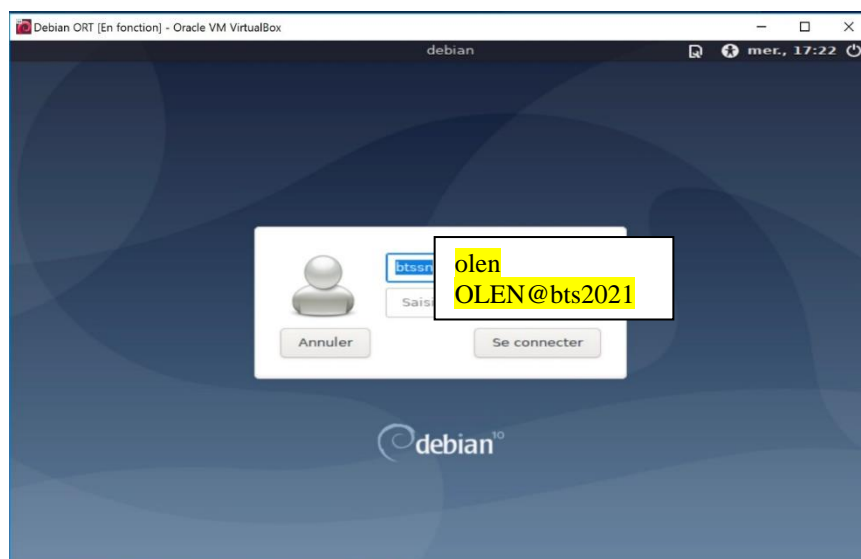 Debian ORT [En fonction] - Oracle VM VirtualBox
debian
mer., 17:22
btssn
olen
OLEN@bts2021
Saisi
Annuler
Se connecter
debian 10